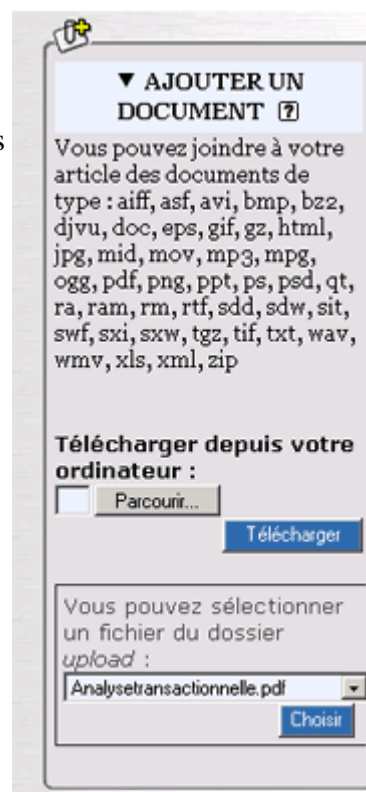 ▼ AJOUTER UN
DOCUMENT ?
s
Vous pouvez joindre à votre
article des documents de
type : aiff, asf, avi, bmp, bz2,
djvu, doc, eps, gif, gz, html,
jpg, mid, mov, mp3, mpg,
ogg, pdf, png, ppt, ps, psd, qt,
ra, ram, rm, rtf, sdd, sdw, sit,
swf, sxi, sxw, tgz, tif, txt, wav,
wmv, xls, xml, zip
Télécharger depuis votre
ordinateur :
Parcourir...
Télécharger
Vous pouvez sélectionner
un fichier du dossier
upload :
Analysetransactionnelle.pdf
Choisir